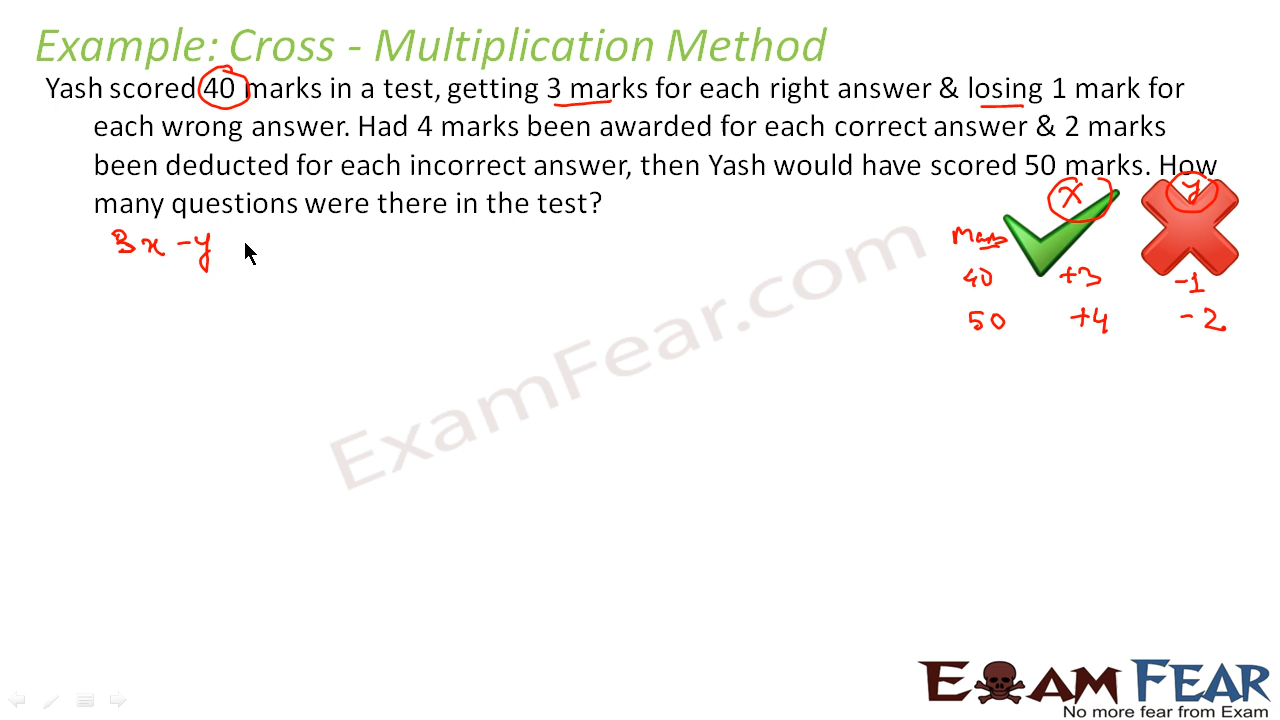 Example: Cross - Multiplication Method
Yash scored 40 marks in a test, getting 3 marks for each right answer & losing 1 mark for
each wrong answer. Had 4 marks been awarded for each correct answer & 2 marks
been deducted for each incorrect answer, then Yash would have scored 50 marks. How
many questions were there in the test?
x y
3x - y
Marks
40 +3 -1
50 +4 -2
ExamFear.com
EXAM FEAR
No more fear from Exam